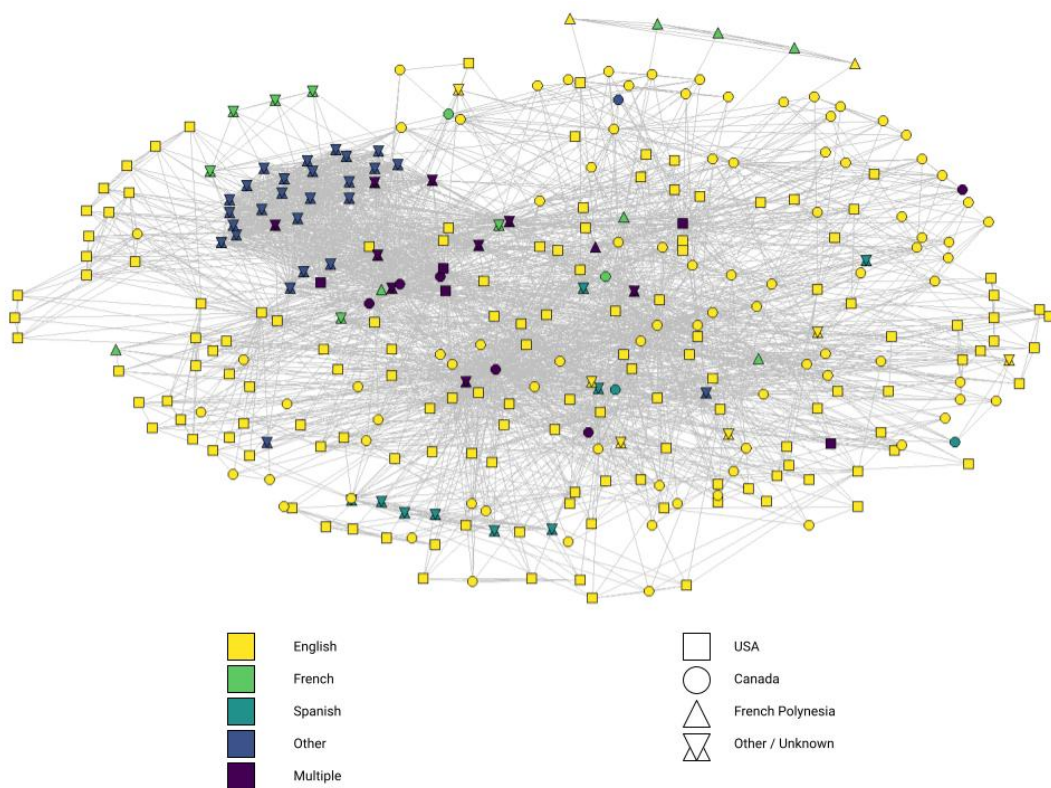 English
French
Spanish
Other
Multiple
USA
Canada
French Polynesia
Other / Unknown